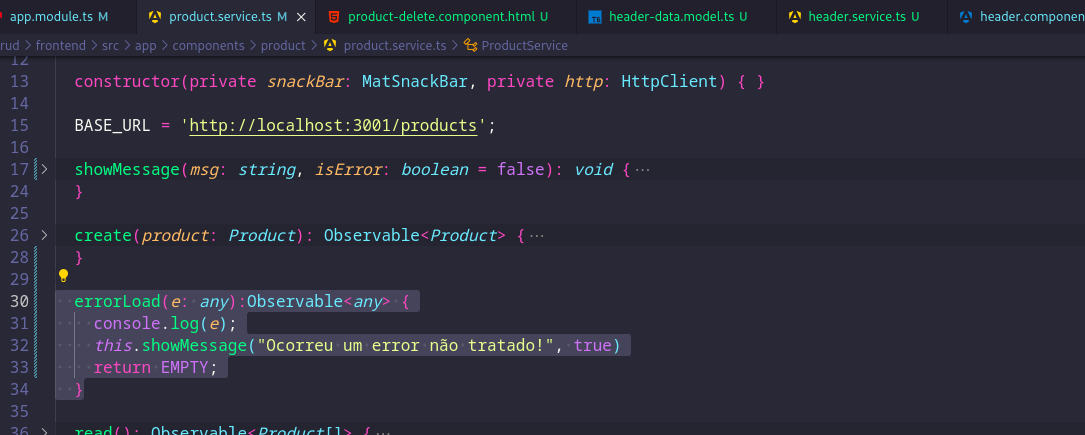 app.module.ts M product.service.ts M × product-delete.component.html U header-data.model.ts U header.service.ts U header.componen
rud > frontend > src > app > components > product > product.service.ts > ProductService
12
13 constructor(private snackBar: MatSnackBar, private http: HttpClient) { }
14
15 BASE_URL = 'http://localhost:3001/products';
16
17 showMessage(msg: string, isError: boolean = false): void { ···
24 }
25
26 create(product: Product): Observable<Product> { ···
28 }
29
30 errorLoad(e: any):Observable<any> {
31 console.log(e);
32 this.showMessage("Ocorreu um error não tratado!", true)
33 return EMPTY;
34 }
35
36 read(): Observable<Product[]> { ···